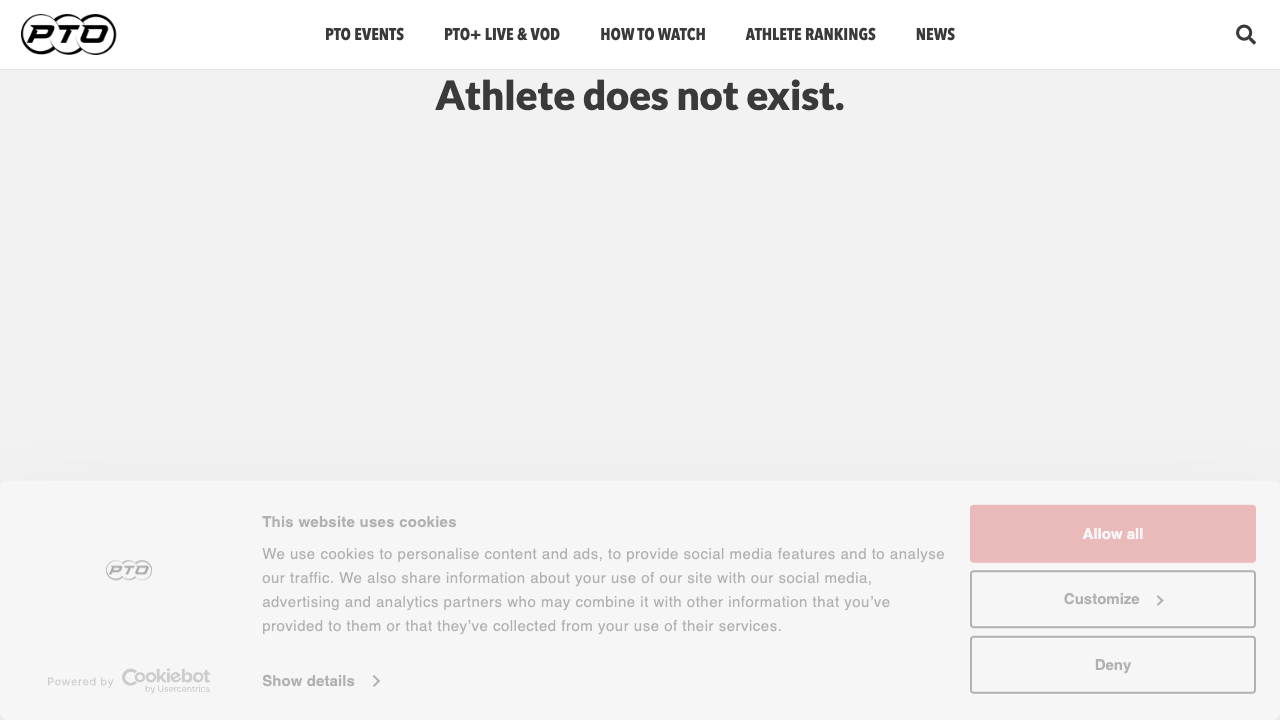 PTO
PTO EVENTS
PTO+ LIVE & VOD
HOW TO WATCH
ATHLETE RANKINGS
NEWS
Athlete does not exist.
PTO
Powered by Cookiebot
by Usercentrics
This website uses cookies
We use cookies to personalise content and ads, to provide social media features and to analyse
our traffic. We also share information about your use of our site with our social media,
advertising and analytics partners who may combine it with other information that you’ve
provided to them or that they’ve collected from your use of their services.
Show details
Allow all
Customize
Deny